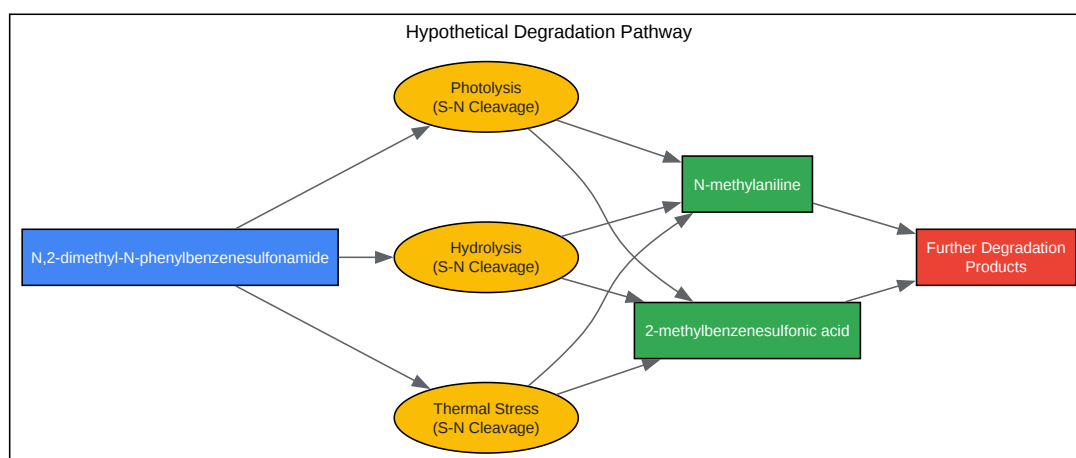 Hypothetical Degradation Pathway
Photolysis
(S-N Cleavage)
N-methylaniline
N,2-dimethyl-N-phenylbenzenesulfonamide
Hydrolysis
(S-N Cleavage)
Further Degradation
Products
2-methylbenzenesulfonic acid
Thermal Stress
(S-N Cleavage)